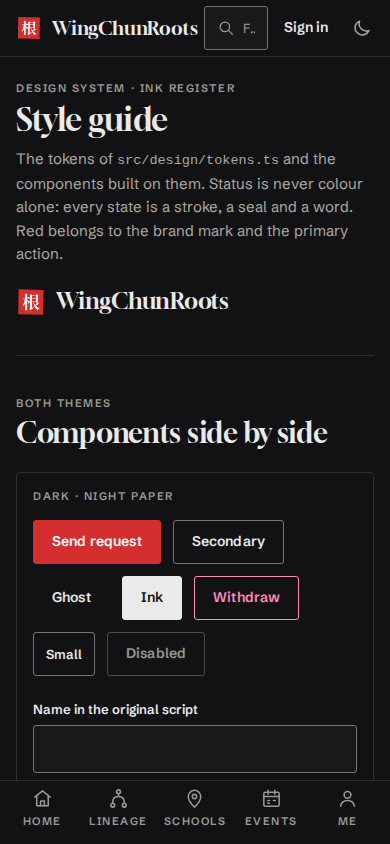 根 WingChunRoots F.. Sign in
DESIGN SYSTEM · INK REGISTER
Style guide
The tokens of src/design/tokens.ts and the
components built on them. Status is never colour
alone: every state is a stroke, a seal and a word.
Red belongs to the brand mark and the primary
action.
根 WingChunRoots
BOTH THEMES
Components side by side
DARK · NIGHT PAPER
Send request Secondary
Ghost Ink Withdraw
Small Disabled
Name in the original script
HOME LINEAGE SCHOOLS EVENTS ME